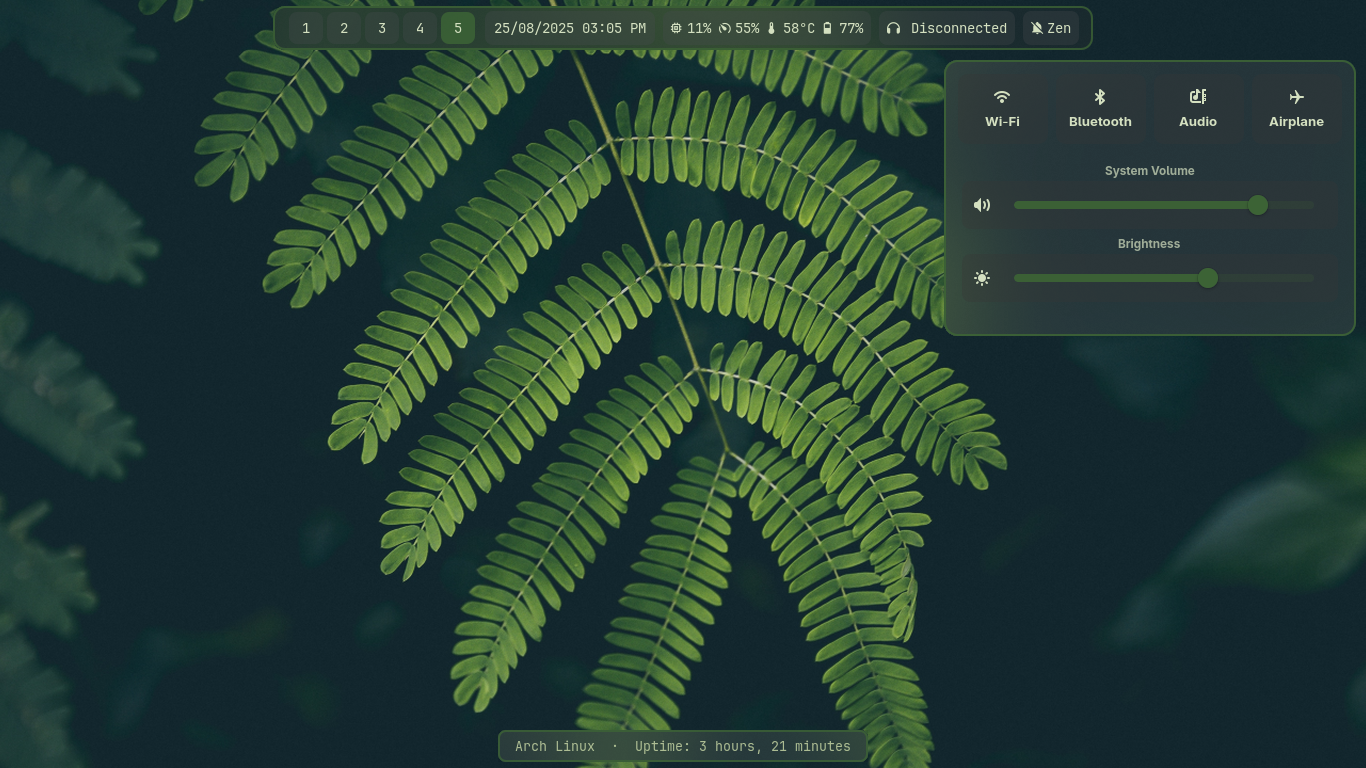 1 2 3 4 5 25/08/2025 03:05 PM 11% 55% 58°C 77% Disconnected Zen
Wi-Fi Bluetooth Audio Airplane
System Volume
Brightness
Arch Linux · Uptime: 3 hours, 21 minutes